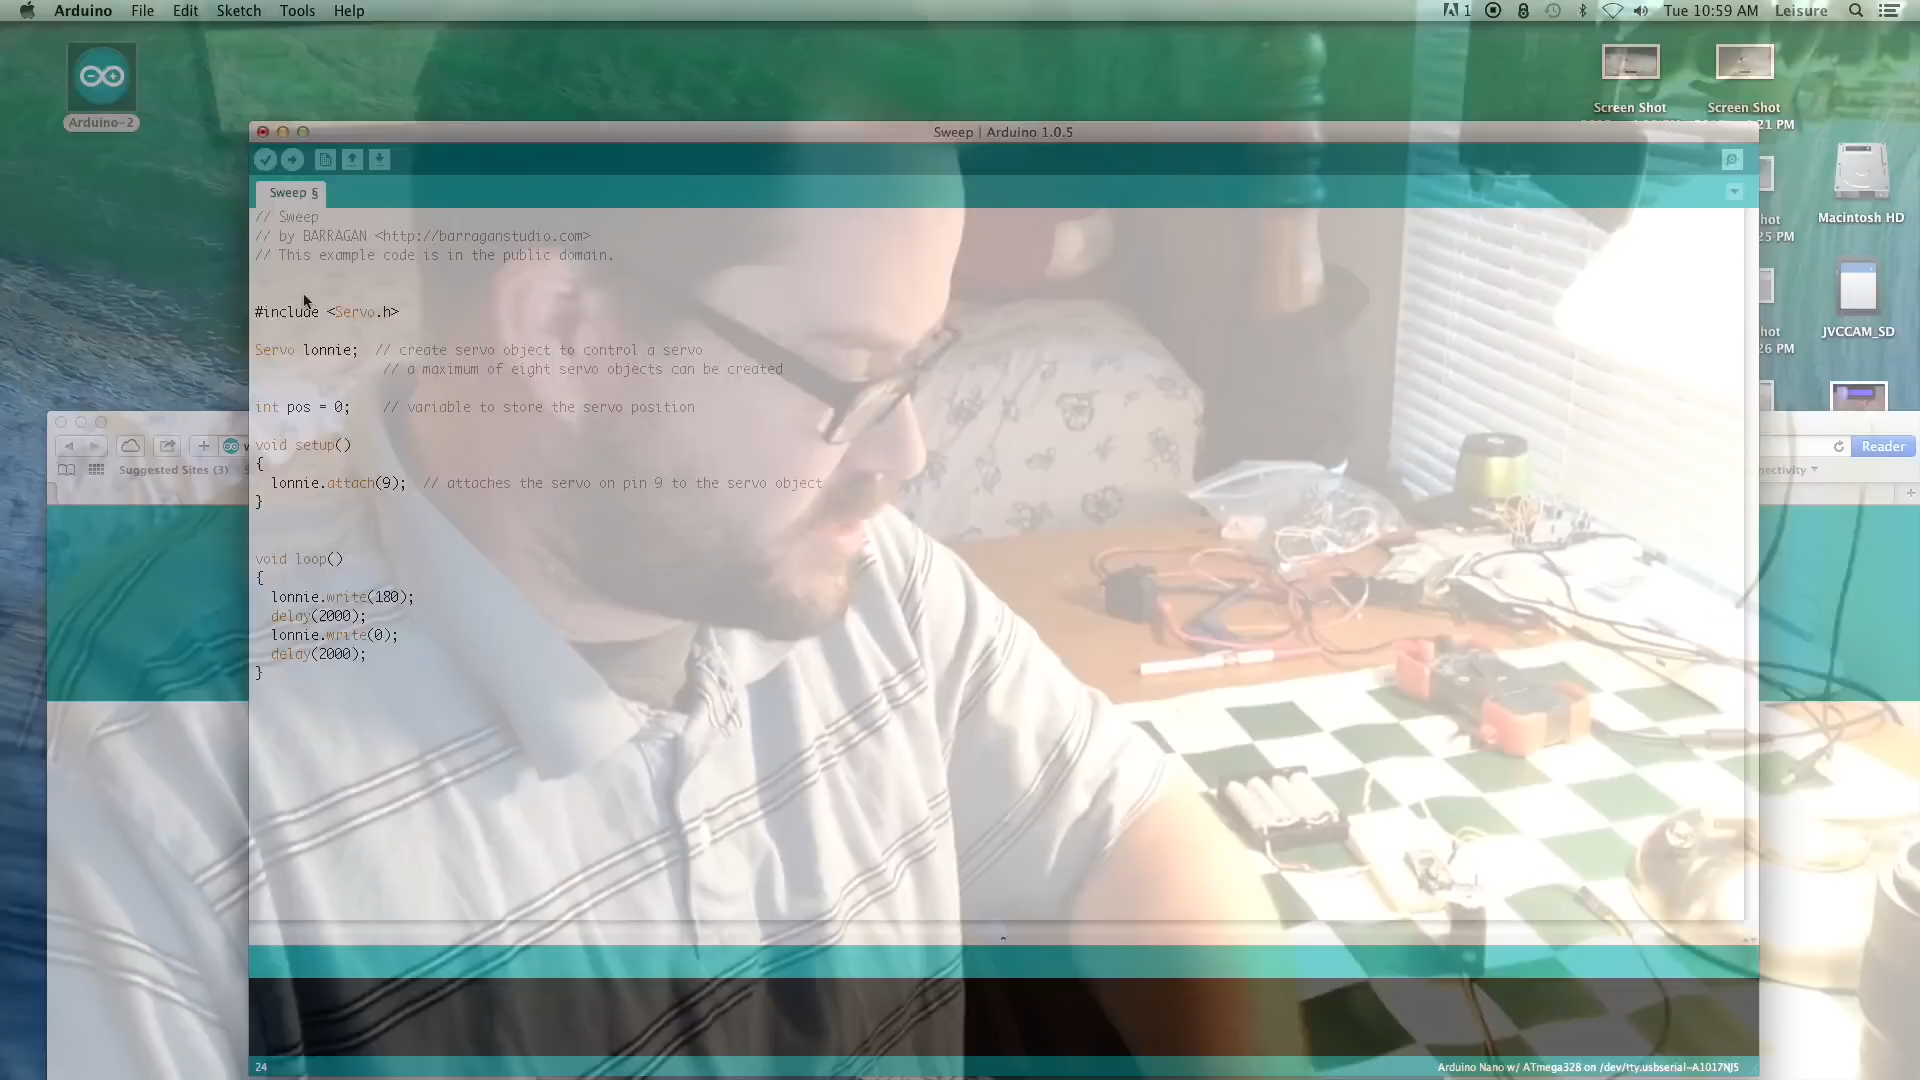 Arduino File Edit Sketch Tools Help
1 Tue 10:59 AM Leisure
Arduino-2
Screen Shot Screen Shot
Sweep | Arduino 1.0.5
Sweep §
// Sweep
// by BARRAGAN <http://barraganstudio.com>
// This example code is in the public domain.
#include <Servo.h>
Servo lonnie;  // create servo object to control a servo
// a maximum of eight servo objects can be created
int pos = 0;    // variable to store the servo position
void setup()
{
lonnie.attach(9);  // attaches the servo on pin 9 to the servo object
}
void loop()
{
lonnie.write(180);
delay(2000);
lonnie.write(0);
delay(2000);
}
Macintosh HD
JVCCAM_SD
Reader
Suggested Sites (3)
24
Arduino Nano w/ ATmega328 on /dev/tty.usbserial-A1017NJ5